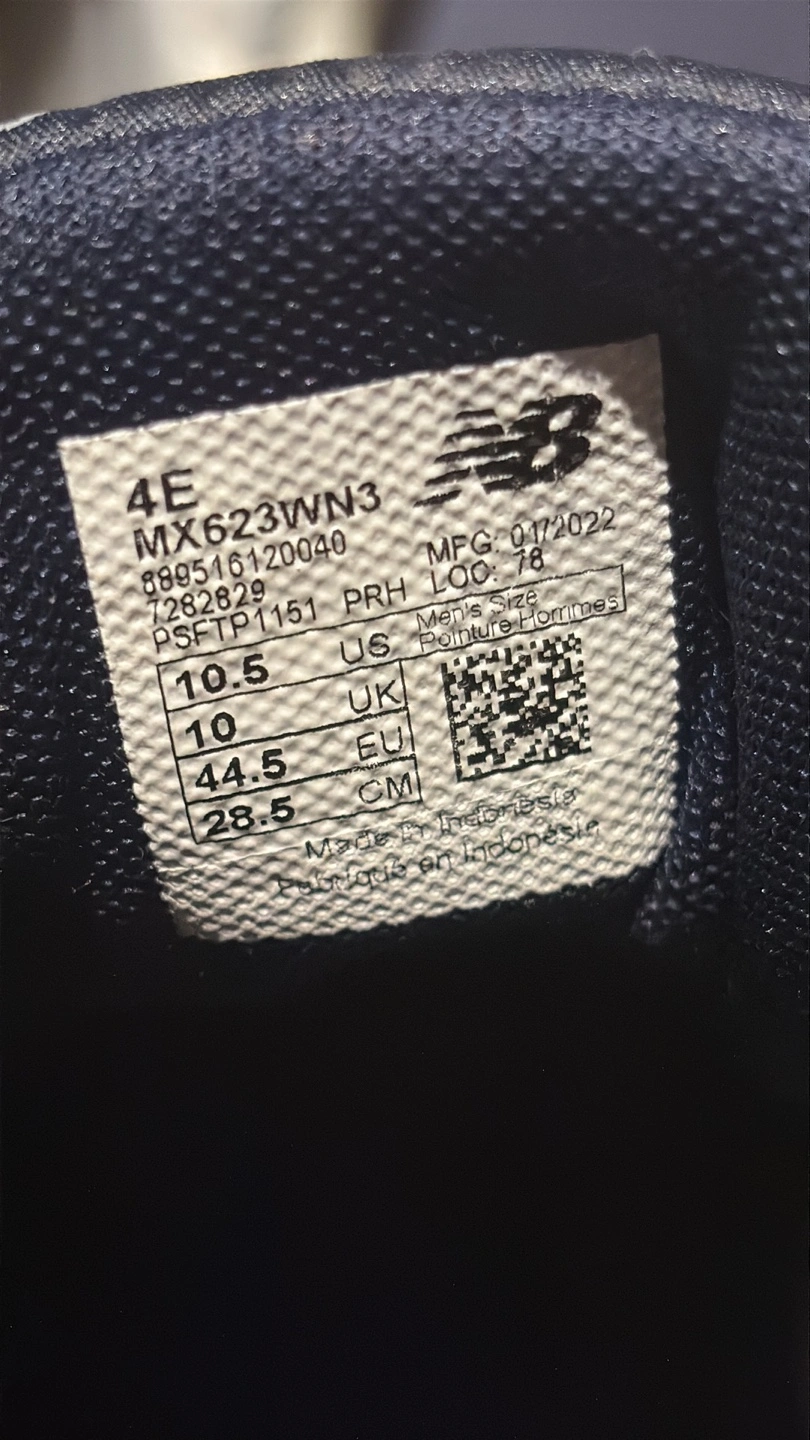 4E
MX623WN3
889516120040
7282829
PSFTP1151 PRH
NB
MFG: 01/2022
LOC: 78
Men's Size
Pointure Hommes
10.5 US
10 UK
44.5 EU
28.5 CM
Made in Indonesia
Fabriqué en Indonésie